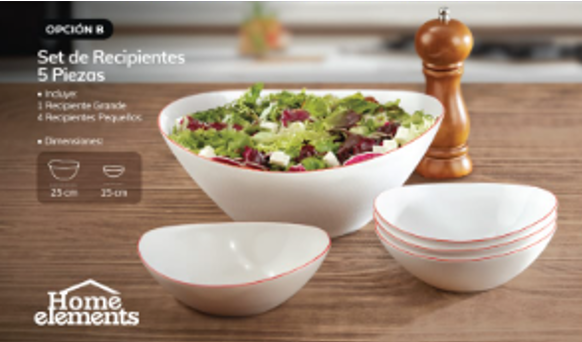 OPCIÓN B
Set de Recipientes
5 Piezas
• Incluye:
1 Recipiente Grande
4 Recipientes Pequeños
• Dimensiones:
25 cm 15 cm
Home
elements